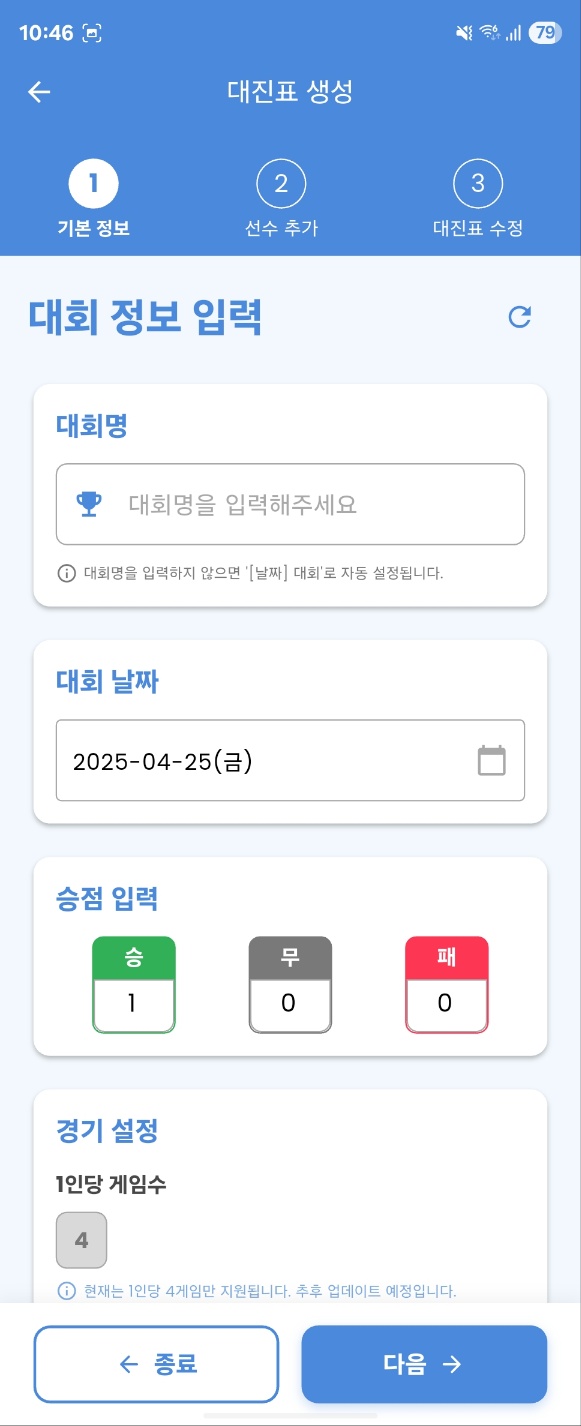 10:46
79
대진표 생성
1
2
3
기본 정보
선수 추가
대진표 수정
대회 정보 입력
대회명
대회명을 입력해주세요
대회명을 입력하지 않으면 '[날짜] 대회'로 자동 설정됩니다.
대회 날짜
2025-04-25(금)
승점 입력
승
무
패
1
0
0
경기 설정
1인당 게임수
4
현재는 1인당 4게임만 지원됩니다. 추후 업데이트 예정입니다.
← 종료
다음 →